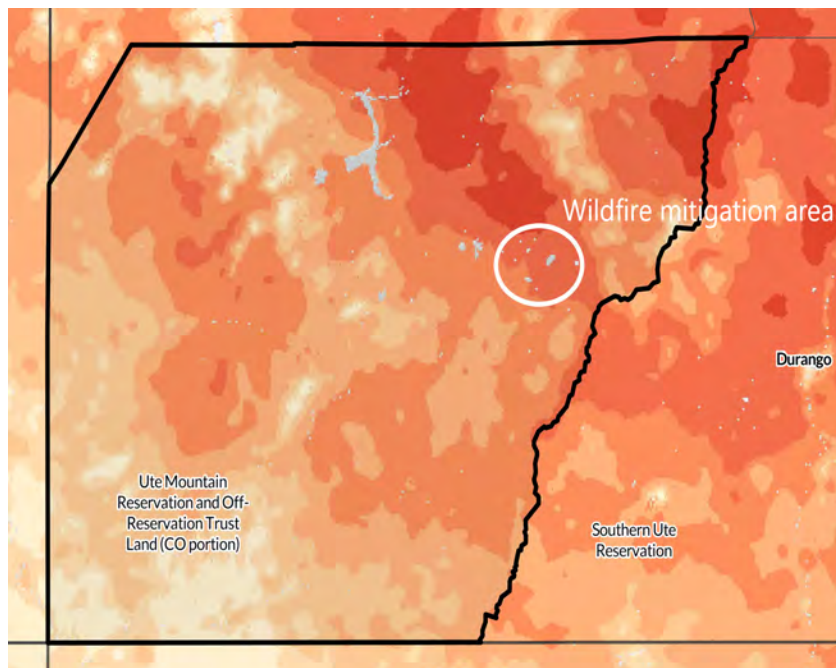 Wildfire mitigation area
Durango
Ute Mountain
Reservation and Off-
Reservation Trust
Land (CO portion)
Southern Ute
Reservation